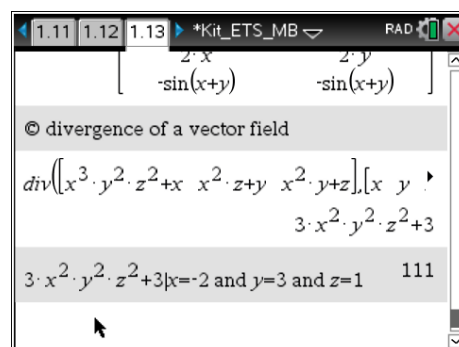 1.11 1.12 1.13 *Kit_ETS_MB RAD
2·x 2·y
-sin(x+y) -sin(x+y)
© divergence of a vector field
div([x³·y²·z²+x x²·z+y x²·y+z],[x y
3·x²·y²·z²+3
3·x²·y²·z²+3|x=-2 and y=3 and z=1 111